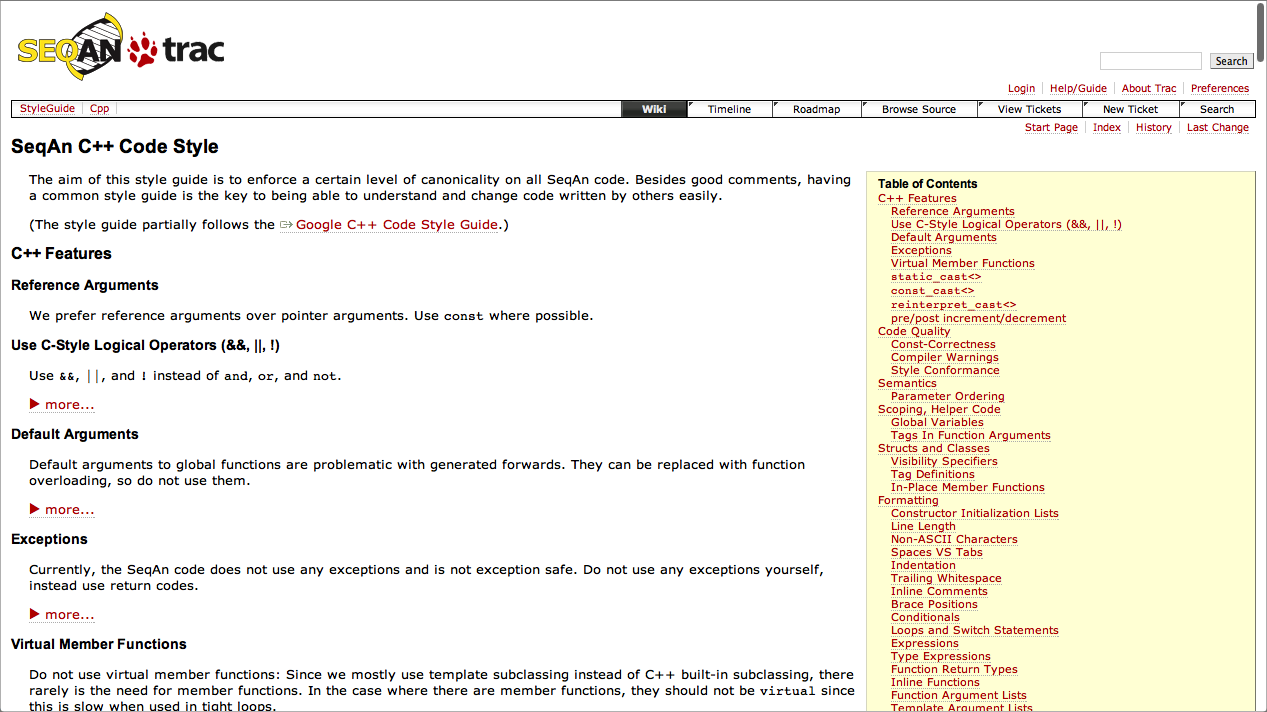 SEQAN trac
Search
Login Help/Guide About Trac Preferences
StyleGuide Cpp Wiki Timeline Roadmap Browse Source View Tickets New Ticket Search
Start Page Index History Last Change
SeqAn C++ Code Style
The aim of this style guide is to enforce a certain level of canonicality on all SeqAn code. Besides good comments, having
a common style guide is the key to being able to understand and change code written by others easily.
(The style guide partially follows the Google C++ Code Style Guide.)
C++ Features
Reference Arguments
We prefer reference arguments over pointer arguments. Use const where possible.
Use C-Style Logical Operators (&&, ||, !)
Use &&, ||, and ! instead of and, or, and not.
▶ more...
Default Arguments
Default arguments to global functions are problematic with generated forwards. They can be replaced with function
overloading, so do not use them.
▶ more...
Exceptions
Currently, the SeqAn code does not use any exceptions and is not exception safe. Do not use any exceptions yourself,
instead use return codes.
▶ more...
Virtual Member Functions
Do not use virtual member functions: Since we mostly use template subclassing instead of C++ built-in subclassing, there
rarely is the need for member functions. In the case where there are member functions, they should not be virtual since
this is slow when used in tight loops.
Table of Contents
C++ Features
Reference Arguments
Use C-Style Logical Operators (&&, ||, !)
Default Arguments
Exceptions
Virtual Member Functions
static_cast<>
const_cast<>
reinterpret_cast<>
pre/post increment/decrement
Code Quality
Const-Correctness
Compiler Warnings
Style Conformance
Semantics
Parameter Ordering
Scoping, Helper Code
Global Variables
Tags In Function Arguments
Structs and Classes
Visibility Specifiers
Tag Definitions
In-Place Member Functions
Formatting
Constructor Initialization Lists
Line Length
Non-ASCII Characters
Spaces VS Tabs
Indentation
Trailing Whitespace
Inline Comments
Brace Positions
Conditionals
Loops and Switch Statements
Expressions
Type Expressions
Function Return Types
Inline Functions
Function Argument Lists
Template Argument Lists